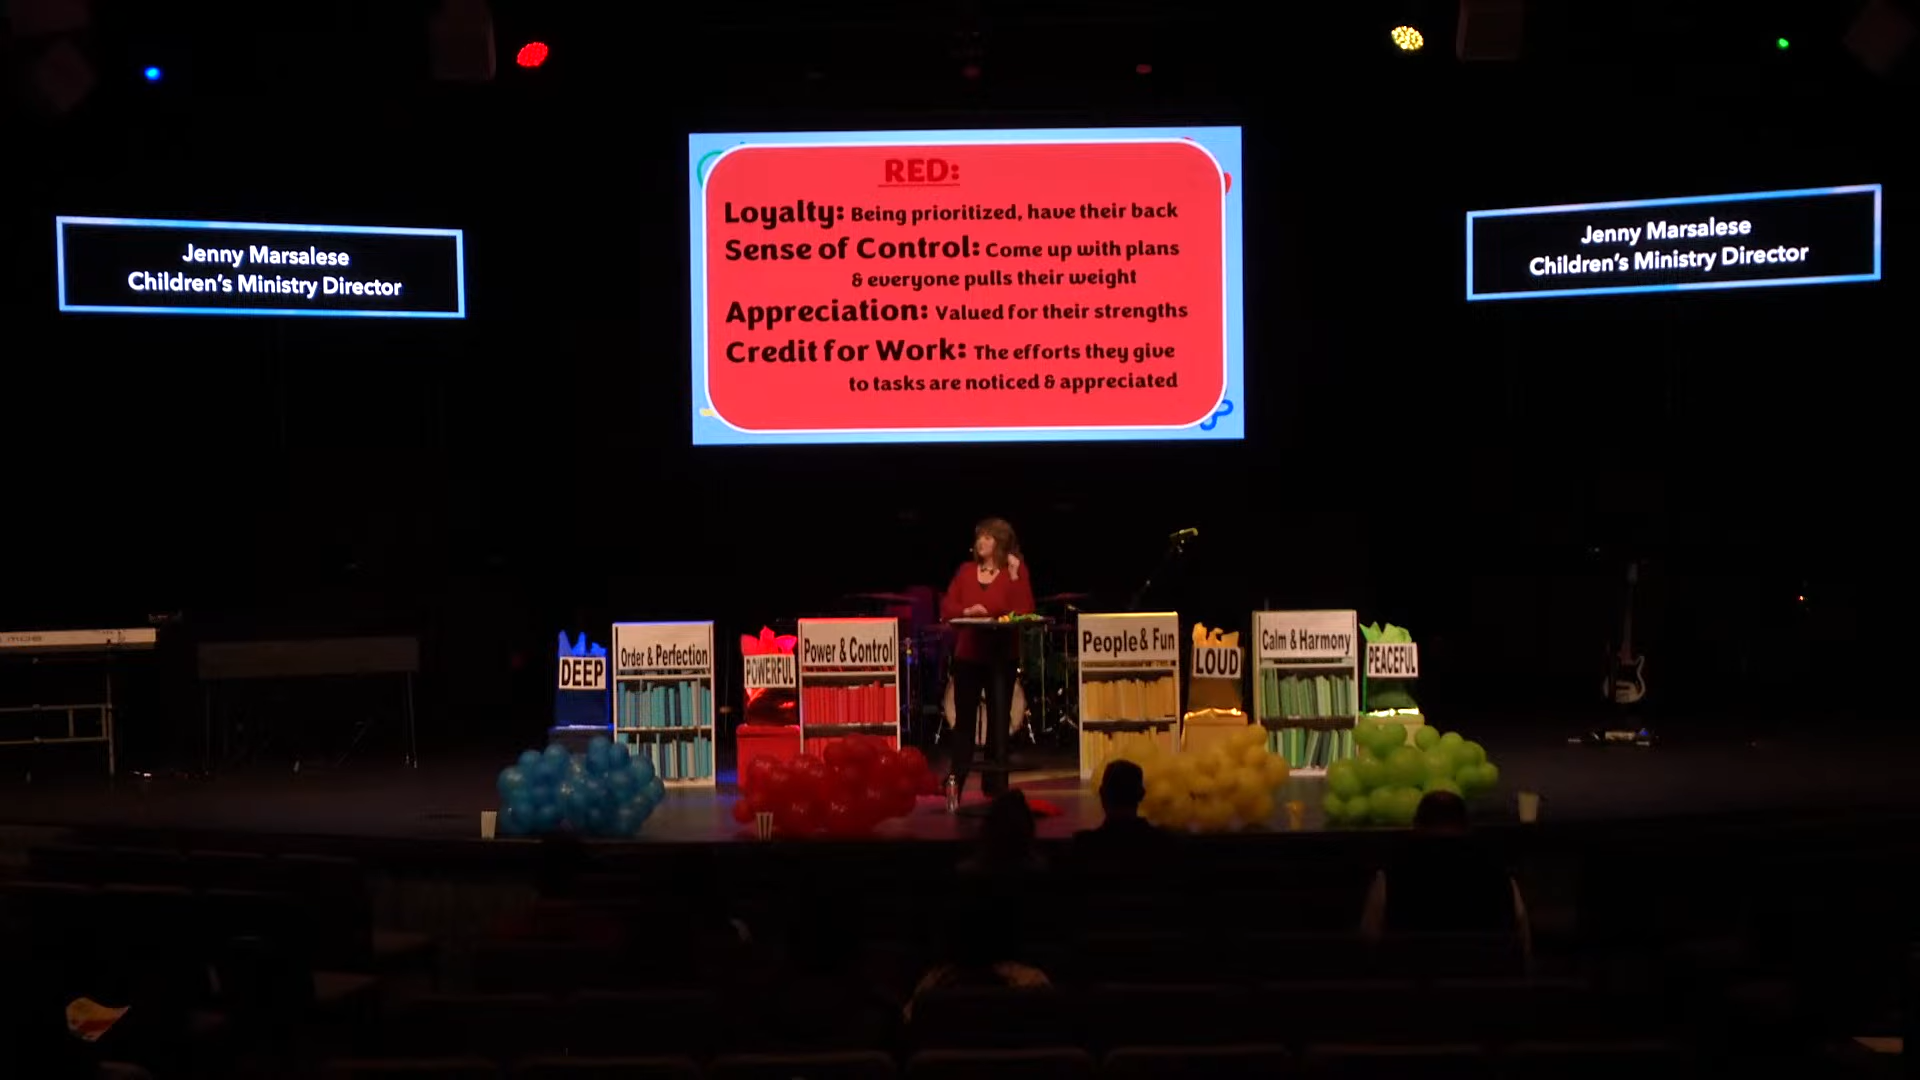 RED:
Loyalty: Being prioritized, have their back
Sense of Control: Come up with plans
& everyone pulls their weight
Appreciation: Valued for their strengths
Credit for Work: The efforts they give
to tasks are noticed & appreciated
Jenny Marsalese
Children's Ministry Director
Jenny Marsalese
Children's Ministry Director
DEEP
Order & Perfection
POWERFUL
Power & Control
People & Fun
LOUD
Calm & Harmony
PEACEFUL